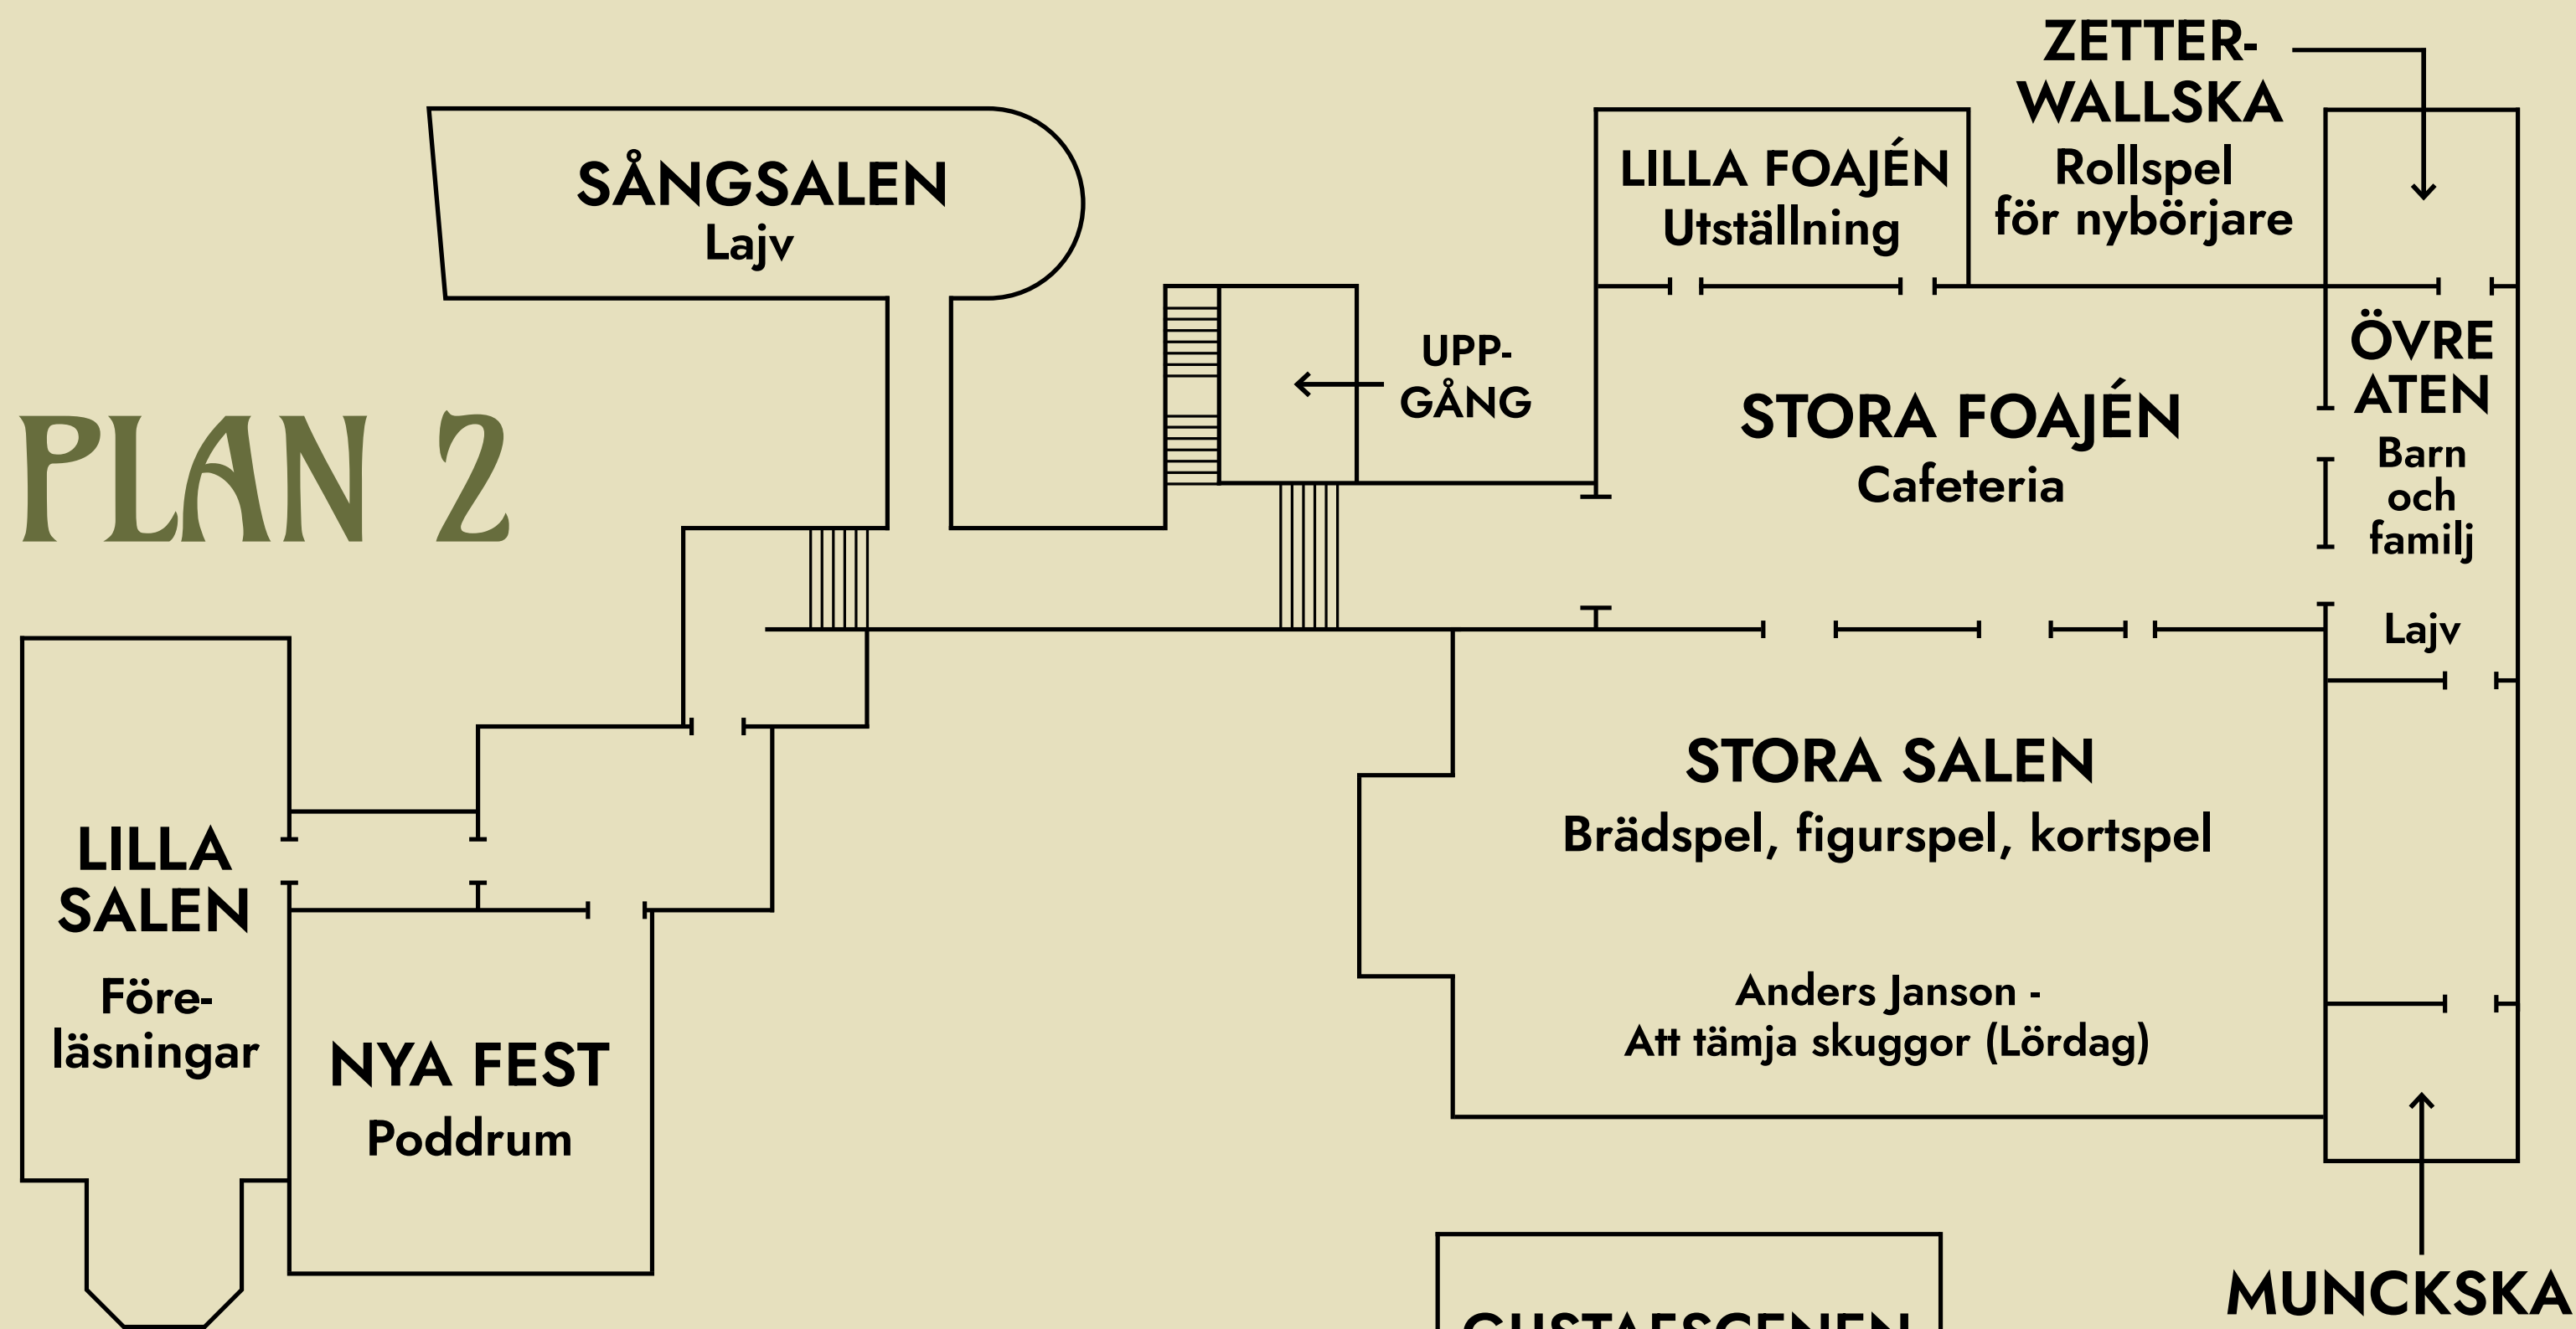 ZETTER-
WALLSKA
Rollspel
för nybörjare
SÅNGSALEN
Lajv
LILLA FOAJÉN
Utställning
UPP-
GÅNG
STORA FOAJÉN
Cafeteria
ÖVRE
ATEN
Barn
och
familj
Lajv
PLAN 2
STORA SALEN
Brädspel, figurspel, kortspel
Anders Janson -
Att tämja skuggor (Lördag)
LILLA
SALEN
Före-
läsningar
NYA FEST
Poddrum
MUNCKSKA
GUSTAFSCENEN